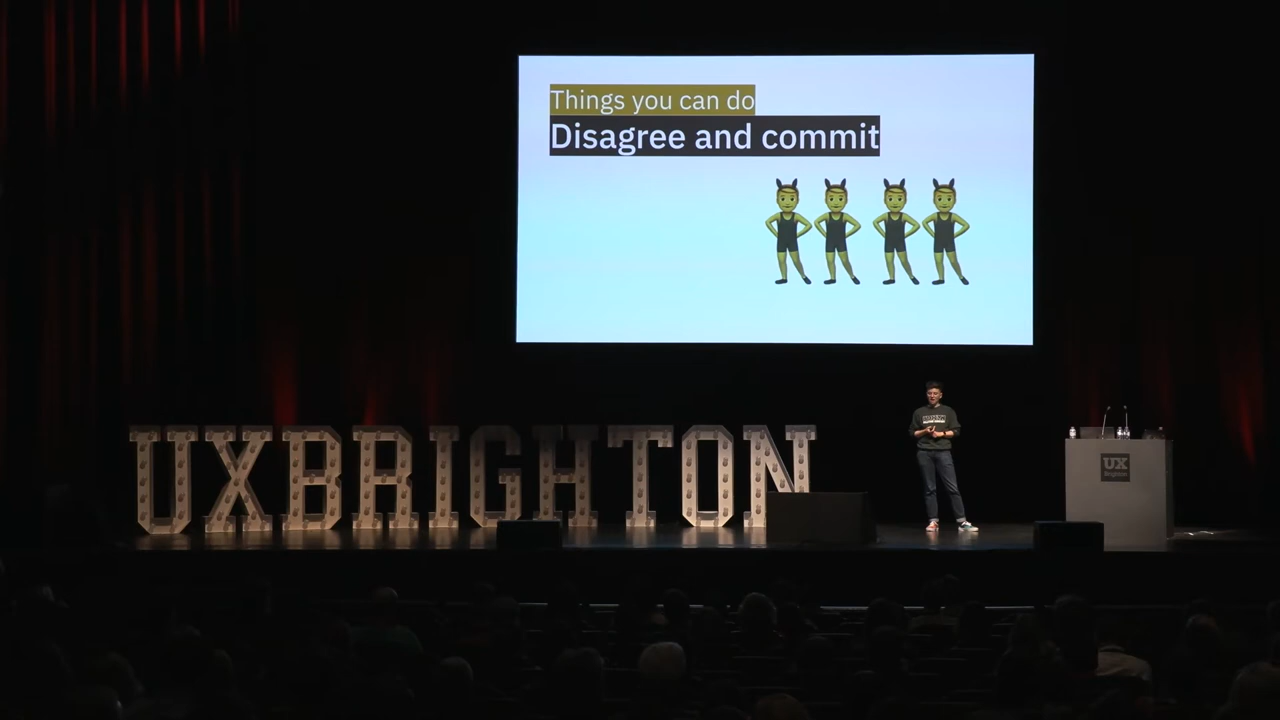 Things you can do
Disagree and commit
UXBRIGHTON
UX
Brighton